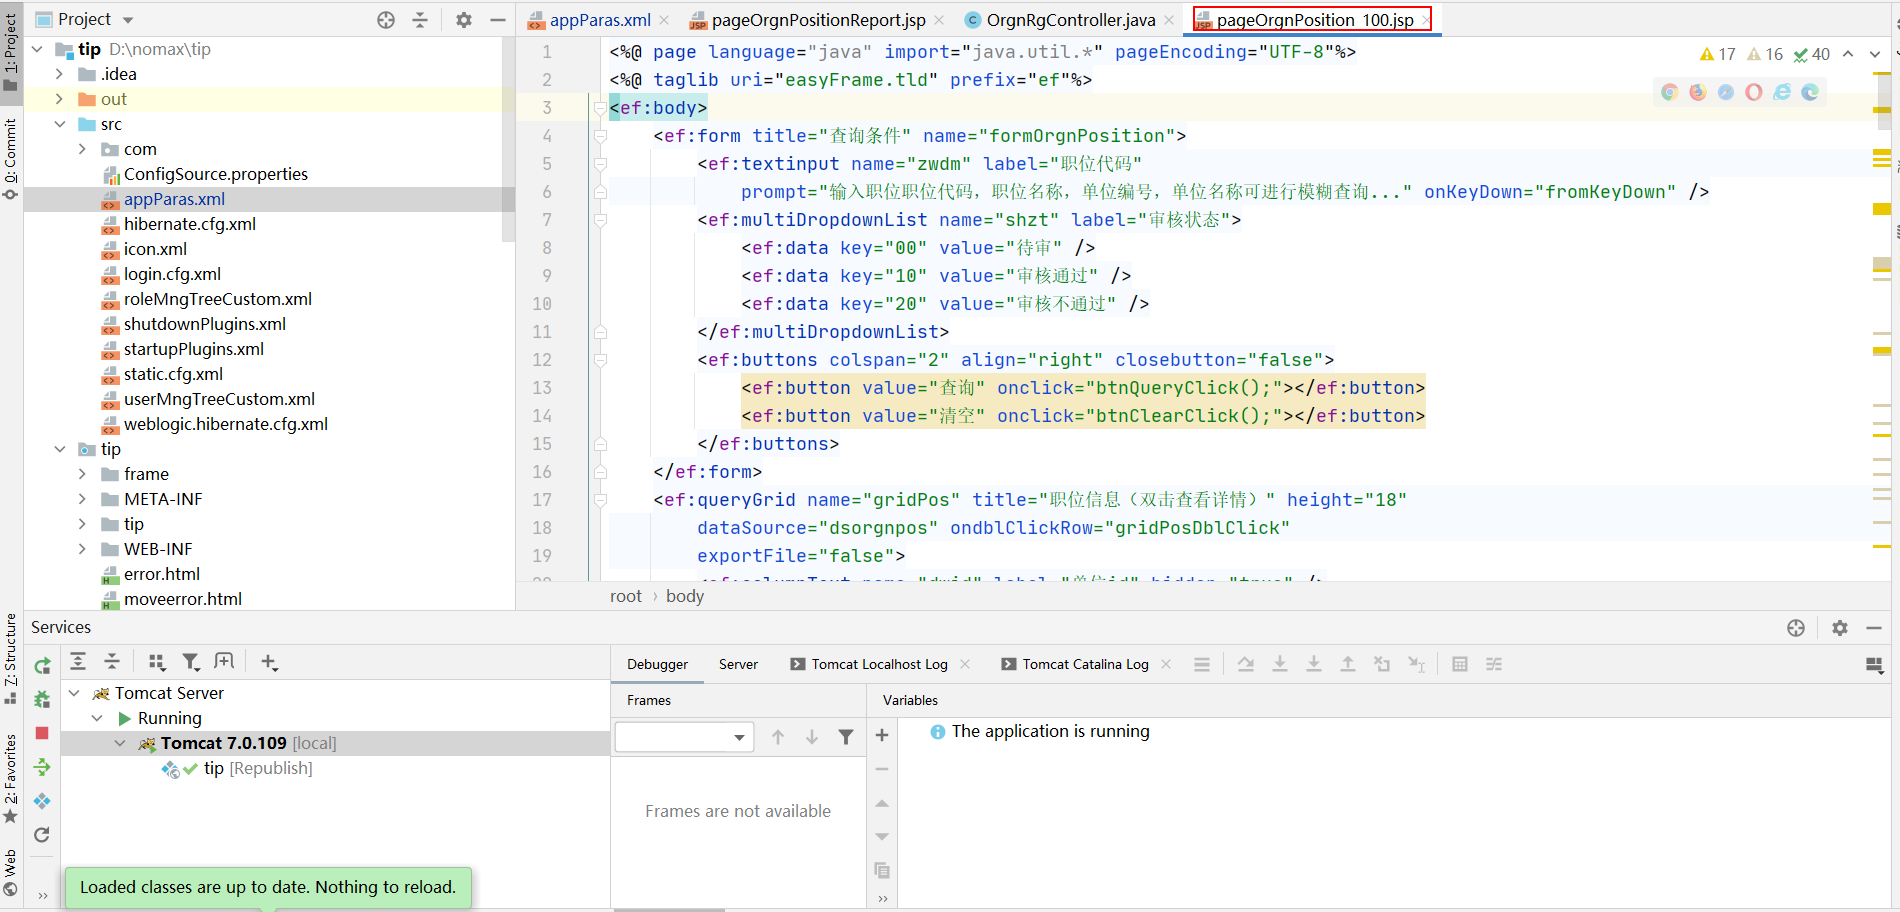 Project
appParas.xml
pageOrgnPositionReport.jsp
OrgnRgController.java
pageOrgnPosition_100.jsp
1: Project
0: Commit
7: Structure
2: Favorites
Web
tip D:\nomax\tip
.idea
out
src
com
ConfigSource.properties
appParas.xml
hibernate.cfg.xml
icon.xml
login.cfg.xml
roleMngTreeCustom.xml
shutdownPlugins.xml
startupPlugins.xml
static.cfg.xml
userMngTreeCustom.xml
weblogic.hibernate.cfg.xml
tip
frame
META-INF
tip
WEB-INF
error.html
moveerror.html
17 16 40
1 <%@ page language="java" import="java.util.*" pageEncoding="UTF-8"%>
2 <%@ taglib uri="easyFrame.tld" prefix="ef"%>
3 <ef:body>
4 <ef:form title="查询条件" name="formOrgnPosition">
5 <ef:textinput name="zwdm" label="职位代码"
6 prompt="输入职位职位代码，职位名称，单位编号，单位名称可进行模糊查询..." onKeyDown="fromKeyDown" />
7 <ef:multiDropdownList name="shzt" label="审核状态">
8 <ef:data key="00" value="待审" />
9 <ef:data key="10" value="审核通过" />
10 <ef:data key="20" value="审核不通过" />
11 </ef:multiDropdownList>
12 <ef:buttons colspan="2" align="right" closebutton="false">
13 <ef:button value="查询" onclick="btnQueryClick();"></ef:button>
14 <ef:button value="清空" onclick="btnClearClick();"></ef:button>
15 </ef:buttons>
16 </ef:form>
17 <ef:queryGrid name="gridPos" title="职位信息（双击查看详情）" height="18"
18 dataSource="dsorgnpos" ondblClickRow="gridPosDblClick"
19 exportFile="false">
20 <ef:columnText name="dwid" label="单位id" hidden="true" />
root › body
Services
Debugger
Server
Tomcat Localhost Log
Tomcat Catalina Log
Tomcat Server
Running
Tomcat 7.0.109 [local]
tip [Republish]
Frames
Variables
The application is running
Frames are not available
Loaded classes are up to date. Nothing to reload.